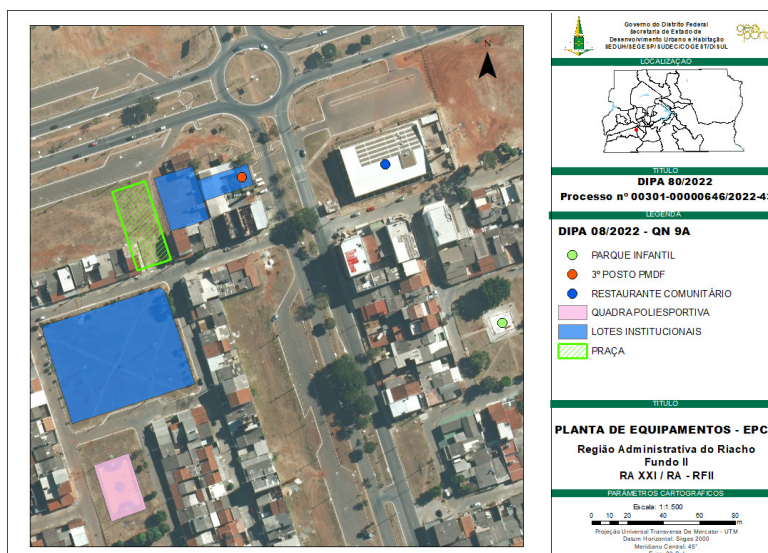 N
Governo do Distrito Federal
Secretaria de Estado de
Desenvolvimento Urbano e Habitação
SEDUH/SEGESP/SUDEC/COGEST/DISUL
LOCALIZAÇÃO
TÍTULO
DIPA 80/2022
Processo nº 00301-00000646/2022-43
LEGENDA
DIPA 08/2022 - QN 9A
PARQUE INFANTIL
3º POSTO PMDF
RESTAURANTE COMUNITÁRIO
QUADRA POLIESPORTIVA
LOTES INSTITUCIONAIS
PRAÇA
TÍTULO
PLANTA DE EQUIPAMENTOS - EPC
Região Administrativa do Riacho
Fundo II
RA XXI / RA - RFII
PARÂMETROS CARTOGRÁFICOS
Escala: 1:1.500
0 10 20 40 60 80
m
Projeção Universal Transversa De Mercator - UTM
Datum Horizontal: Sirgas 2000
Meridiano Central: 45°